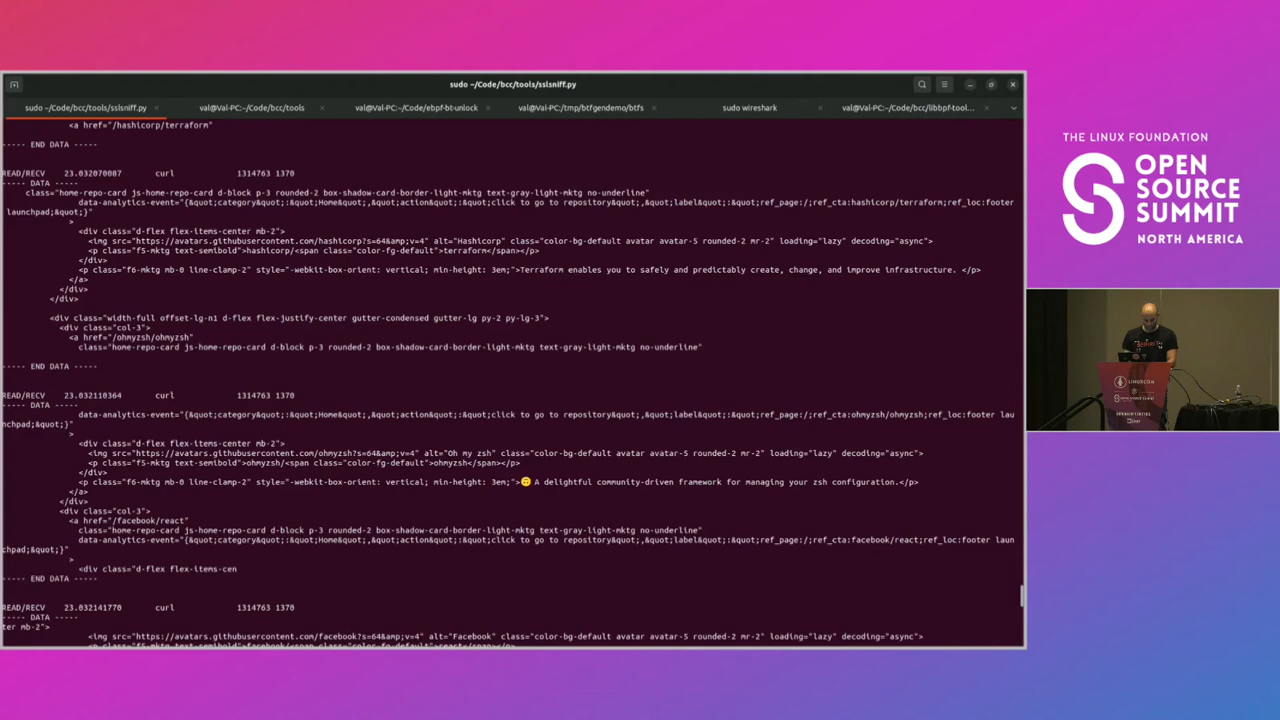 sudo ~/Code/bcc/tools/sslsniff.py
sudo ~/Code/bcc/tools/sslsniff.py
val@Val-PC:~/Code/bcc/tools
val@Val-PC:~/Code/ebpf-bt-unlock
val@Val-PC:/tmp/btfgendemo/btfs
sudo wireshark
val@Val-PC:~/Code/bcc/libbpf-tool...
<a href="/hashicorp/terraform"
----- END DATA -----
READ/RECV 23.032070087 curl 1314763 1370
----- DATA -----
class="home-repo-card js-home-repo-card d-block p-3 rounded-2 box-shadow-card-border-light-mktg text-gray-light-mktg no-underline"
data-analytics-event="{&quot;category&quot;:&quot;Home&quot;,&quot;action&quot;:&quot;click to go to repository&quot;,&quot;label&quot;:&quot;ref_page:/;ref_cta:hashicorp/terraform;ref_loc:footer
launchpad;&quot;}"
>
<div class="d-flex flex-items-center mb-2">
<img src="https://avatars.githubusercontent.com/hashicorp?s=64&amp;v=4" alt="Hashicorp" class="color-bg-default avatar avatar-5 rounded-2 mr-2" loading="lazy" decoding="async">
<p class="f5-mktg text-semibold">hashicorp/<span class="color-fg-default">terraform</span></p>
</div>
<p class="f6-mktg mb-0 line-clamp-2" style="-webkit-box-orient: vertical; min-height: 3em;">Terraform enables you to safely and predictably create, change, and improve infrastructure. </p>
</a>
</div>
</div>
<div class="width-full offset-lg-n1 d-flex flex-justify-center gutter-condensed gutter-lg py-2 py-lg-3">
<div class="col-3">
<a href="/ohmyzsh/ohmyzsh"
class="home-repo-card js-home-repo-card d-block p-3 rounded-2 box-shadow-card-border-light-mktg text-gray-light-mktg no-underline"
----- END DATA -----
READ/RECV 23.032110364 curl 1314763 1370
----- DATA -----
data-analytics-event="{&quot;category&quot;:&quot;Home&quot;,&quot;action&quot;:&quot;click to go to repository&quot;,&quot;label&quot;:&quot;ref_page:/;ref_cta:ohmyzsh/ohmyzsh;ref_loc:footer lau
nchpad;&quot;}"
>
<div class="d-flex flex-items-center mb-2">
<img src="https://avatars.githubusercontent.com/ohmyzsh?s=64&amp;v=4" alt="Oh my zsh" class="color-bg-default avatar avatar-5 rounded-2 mr-2" loading="lazy" decoding="async">
<p class="f5-mktg text-semibold">ohmyzsh/<span class="color-fg-default">ohmyzsh</span></p>
</div>
<p class="f6-mktg mb-0 line-clamp-2" style="-webkit-box-orient: vertical; min-height: 3em;">🙃 A delightful community-driven framework for managing your zsh configuration.</p>
</a>
</div>
<div class="col-3">
<a href="/facebook/react"
class="home-repo-card js-home-repo-card d-block p-3 rounded-2 box-shadow-card-border-light-mktg text-gray-light-mktg no-underline"
data-analytics-event="{&quot;category&quot;:&quot;Home&quot;,&quot;action&quot;:&quot;click to go to repository&quot;,&quot;label&quot;:&quot;ref_page:/;ref_cta:facebook/react;ref_loc:footer laun
chpad;&quot;}"
>
<div class="d-flex flex-items-cen
----- END DATA -----
READ/RECV 23.032141770 curl 1314763 1370
----- DATA -----
ter mb-2">
<img src="https://avatars.githubusercontent.com/facebook?s=64&amp;v=4" alt="Facebook" class="color-bg-default avatar avatar-5 rounded-2 mr-2" loading="lazy" decoding="async">
<p class="f5-mktg text-semibold">facebook/<span class="color-fg-default">react</span></p>
THE LINUX FOUNDATION
OPEN
SOURCE
SUMMIT
NORTH AMERICA
LINUXCON